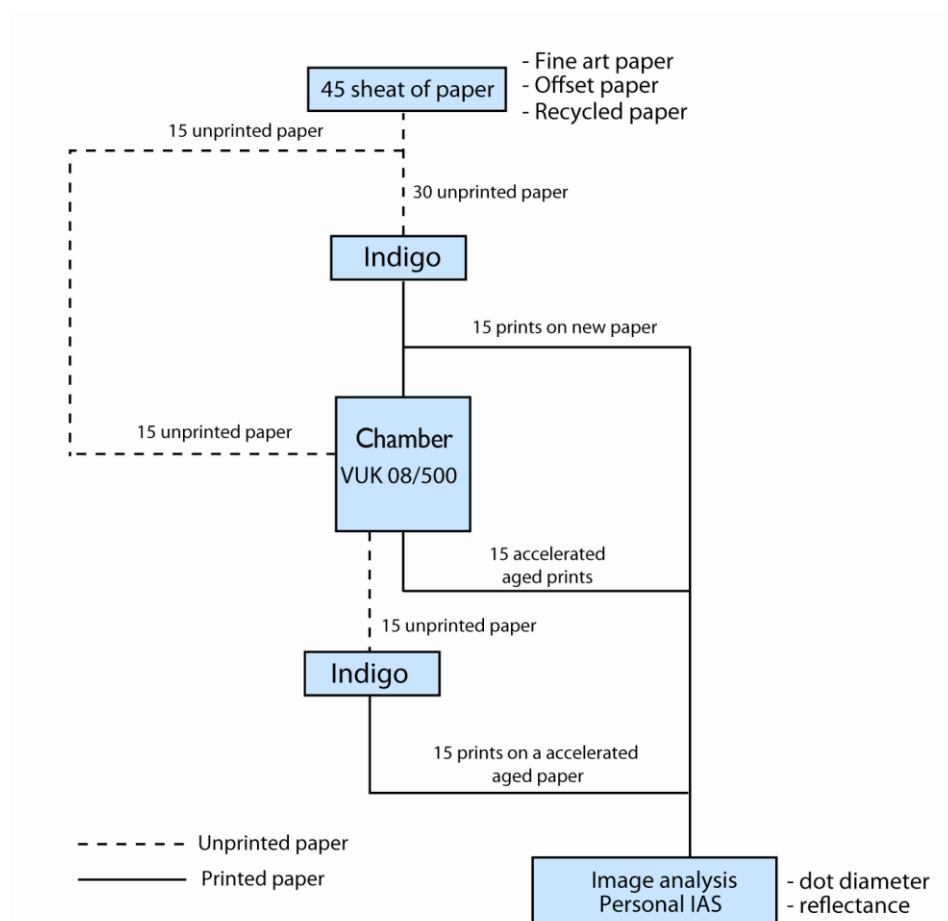 45 sheat of paper
- Fine art paper
- Offset paper
- Recycled paper
15 unprinted paper
30 unprinted paper
Indigo
15 prints on new paper
15 unprinted paper
Chamber
VUK 08/500
15 accelerated
aged prints
15 unprinted paper
Indigo
15 prints on a accelerated
aged paper
Unprinted paper
Printed paper
Image analysis
Personal IAS
- dot diameter
- reflectance